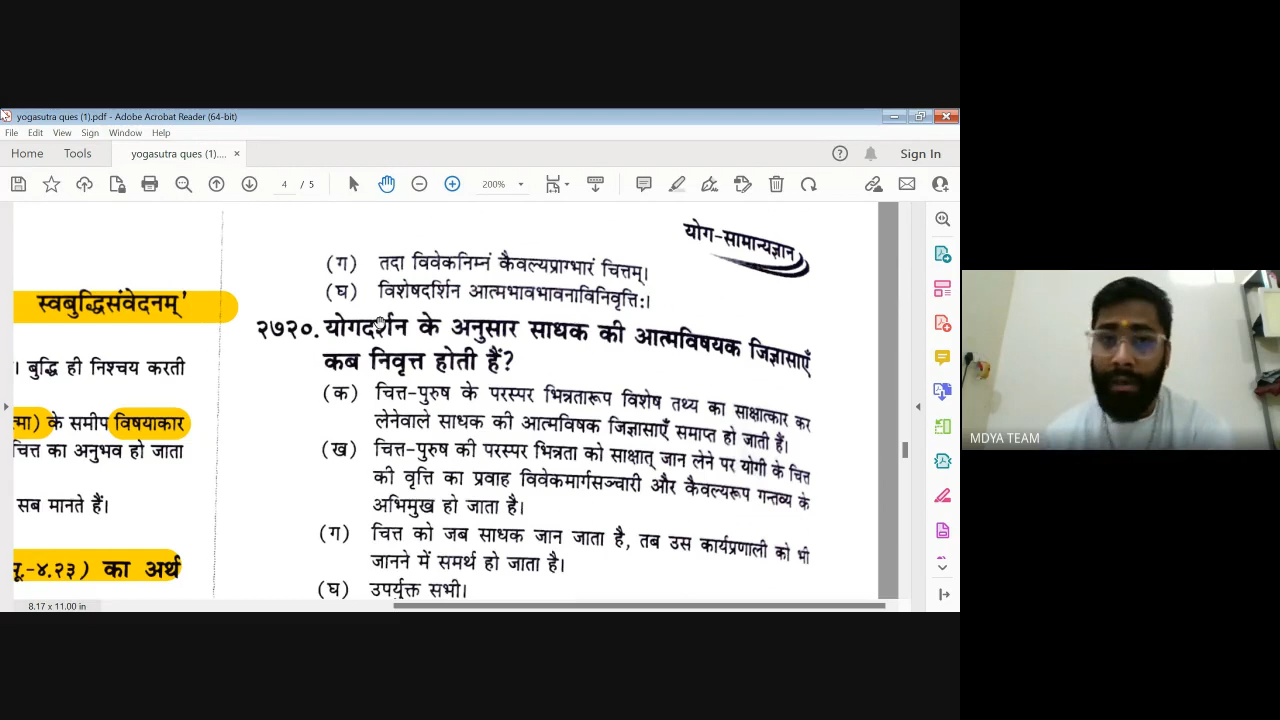 yogasutra ques (1).pdf - Adobe Acrobat Reader (64-bit)
File Edit View Sign Window Help
Home Tools yogasutra ques (1).... × Sign In
4 / 5 200%
योग-सामान्यज्ञान
(ग) तदा विवेकनिम्नं कैवल्यप्राग्भारं चित्तम्।
(घ) विशेषदर्शिन आत्मभावभावनाविनिवृत्तिः।
२७२०. योगदर्शन के अनुसार साधक की आत्मविषयक जिज्ञासाएँ
कब निवृत्त होती हैं?
(क) चित्त-पुरुष के परस्पर भिन्नतारूप विशेष तथ्य का साक्षात्कार कर
लेनेवाले साधक की आत्मविषक जिज्ञासाएँ समाप्त हो जाती हैं।
(ख) चित्त-पुरुष की परस्पर भिन्नता को साक्षात् जान लेने पर योगी के चित्त
की वृत्ति का प्रवाह विवेकमार्गसञ्चारी और कैवल्यरूप गन्तव्य के
अभिमुख हो जाता है।
(ग) चित्त को जब साधक जान जाता है, तब उस कार्यप्रणाली को भी
जानने में समर्थ हो जाता है।
(घ) उपर्युक्त सभी।
स्वबुद्धिसंवेदनम्'
। बुद्धि ही निश्चय करती
त्मा) के समीप विषयाकार
चित्त का अनुभव हो जाता
सब मानते हैं।
सू.-४.२३) का अर्थ
8.17 x 11.00 in
MDYA TEAM